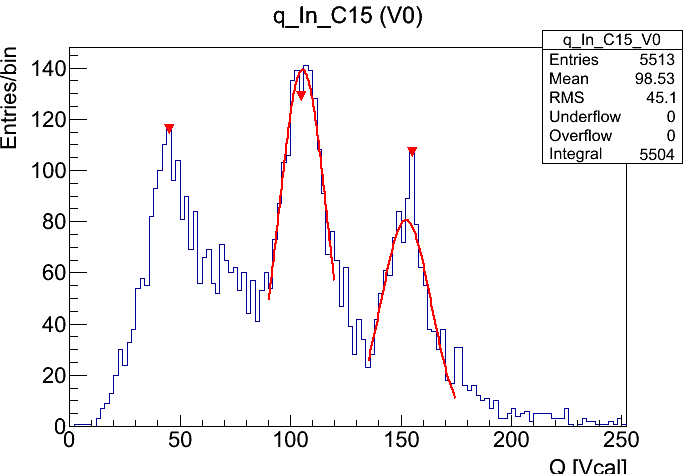 q_In_C15 (V0)
q_In_C15_V0
Entries 5513
Mean 98.53
RMS 45.1
Underflow 0
Overflow 0
Integral 5504
Entries/bin
140
120
100
80
60
40
20
0
0 50 100 150 200 250
Q [Vcal]